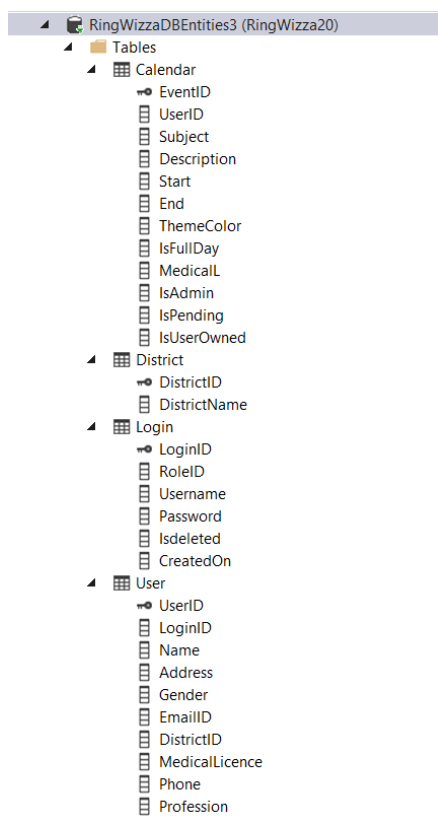 RingWizzaDBEntities3 (RingWizza20)
Tables
Calendar
EventID
UserID
Subject
Description
Start
End
ThemeColor
IsFullDay
MedicalL
IsAdmin
IsPending
IsUserOwned
District
DistrictID
DistrictName
Login
LoginID
RoleID
Username
Password
Isdeleted
CreatedOn
User
UserID
LoginID
Name
Address
Gender
EmailID
DistrictID
MedicalLicence
Phone
Profession